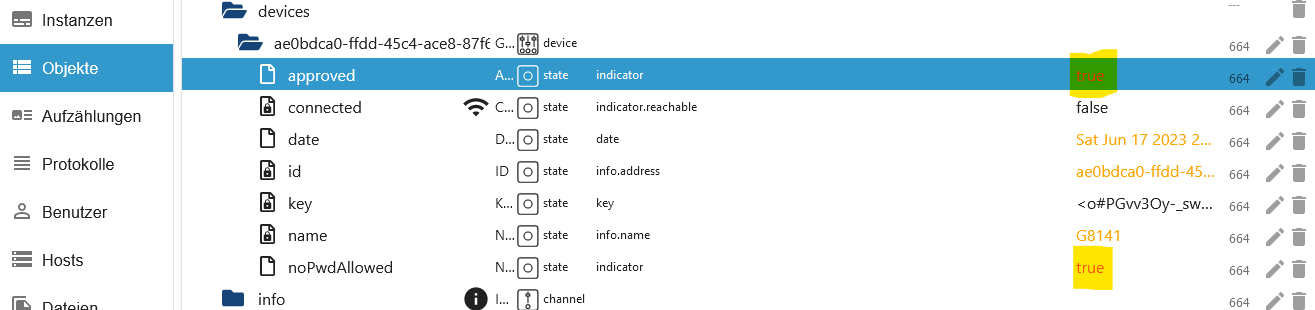 Instanzen
Objekte
Aufzählungen
Protokolle
Benutzer
Hosts
Dateien
devices ---
ae0bdca0-ffdd-45c4-ace8-87f6 G... device 664
approved A... state indicator true 664
connected C... state indicator.reachable false 664
date D... state date Sat Jun 17 2023 2... 664
id ID state info.address ae0bdca0-ffdd-45... 664
key K... state key <o#PGvv3Oy-_sw... 664
name N... state info.name G8141 664
noPwdAllowed N... state indicator true 664
info I... channel 664